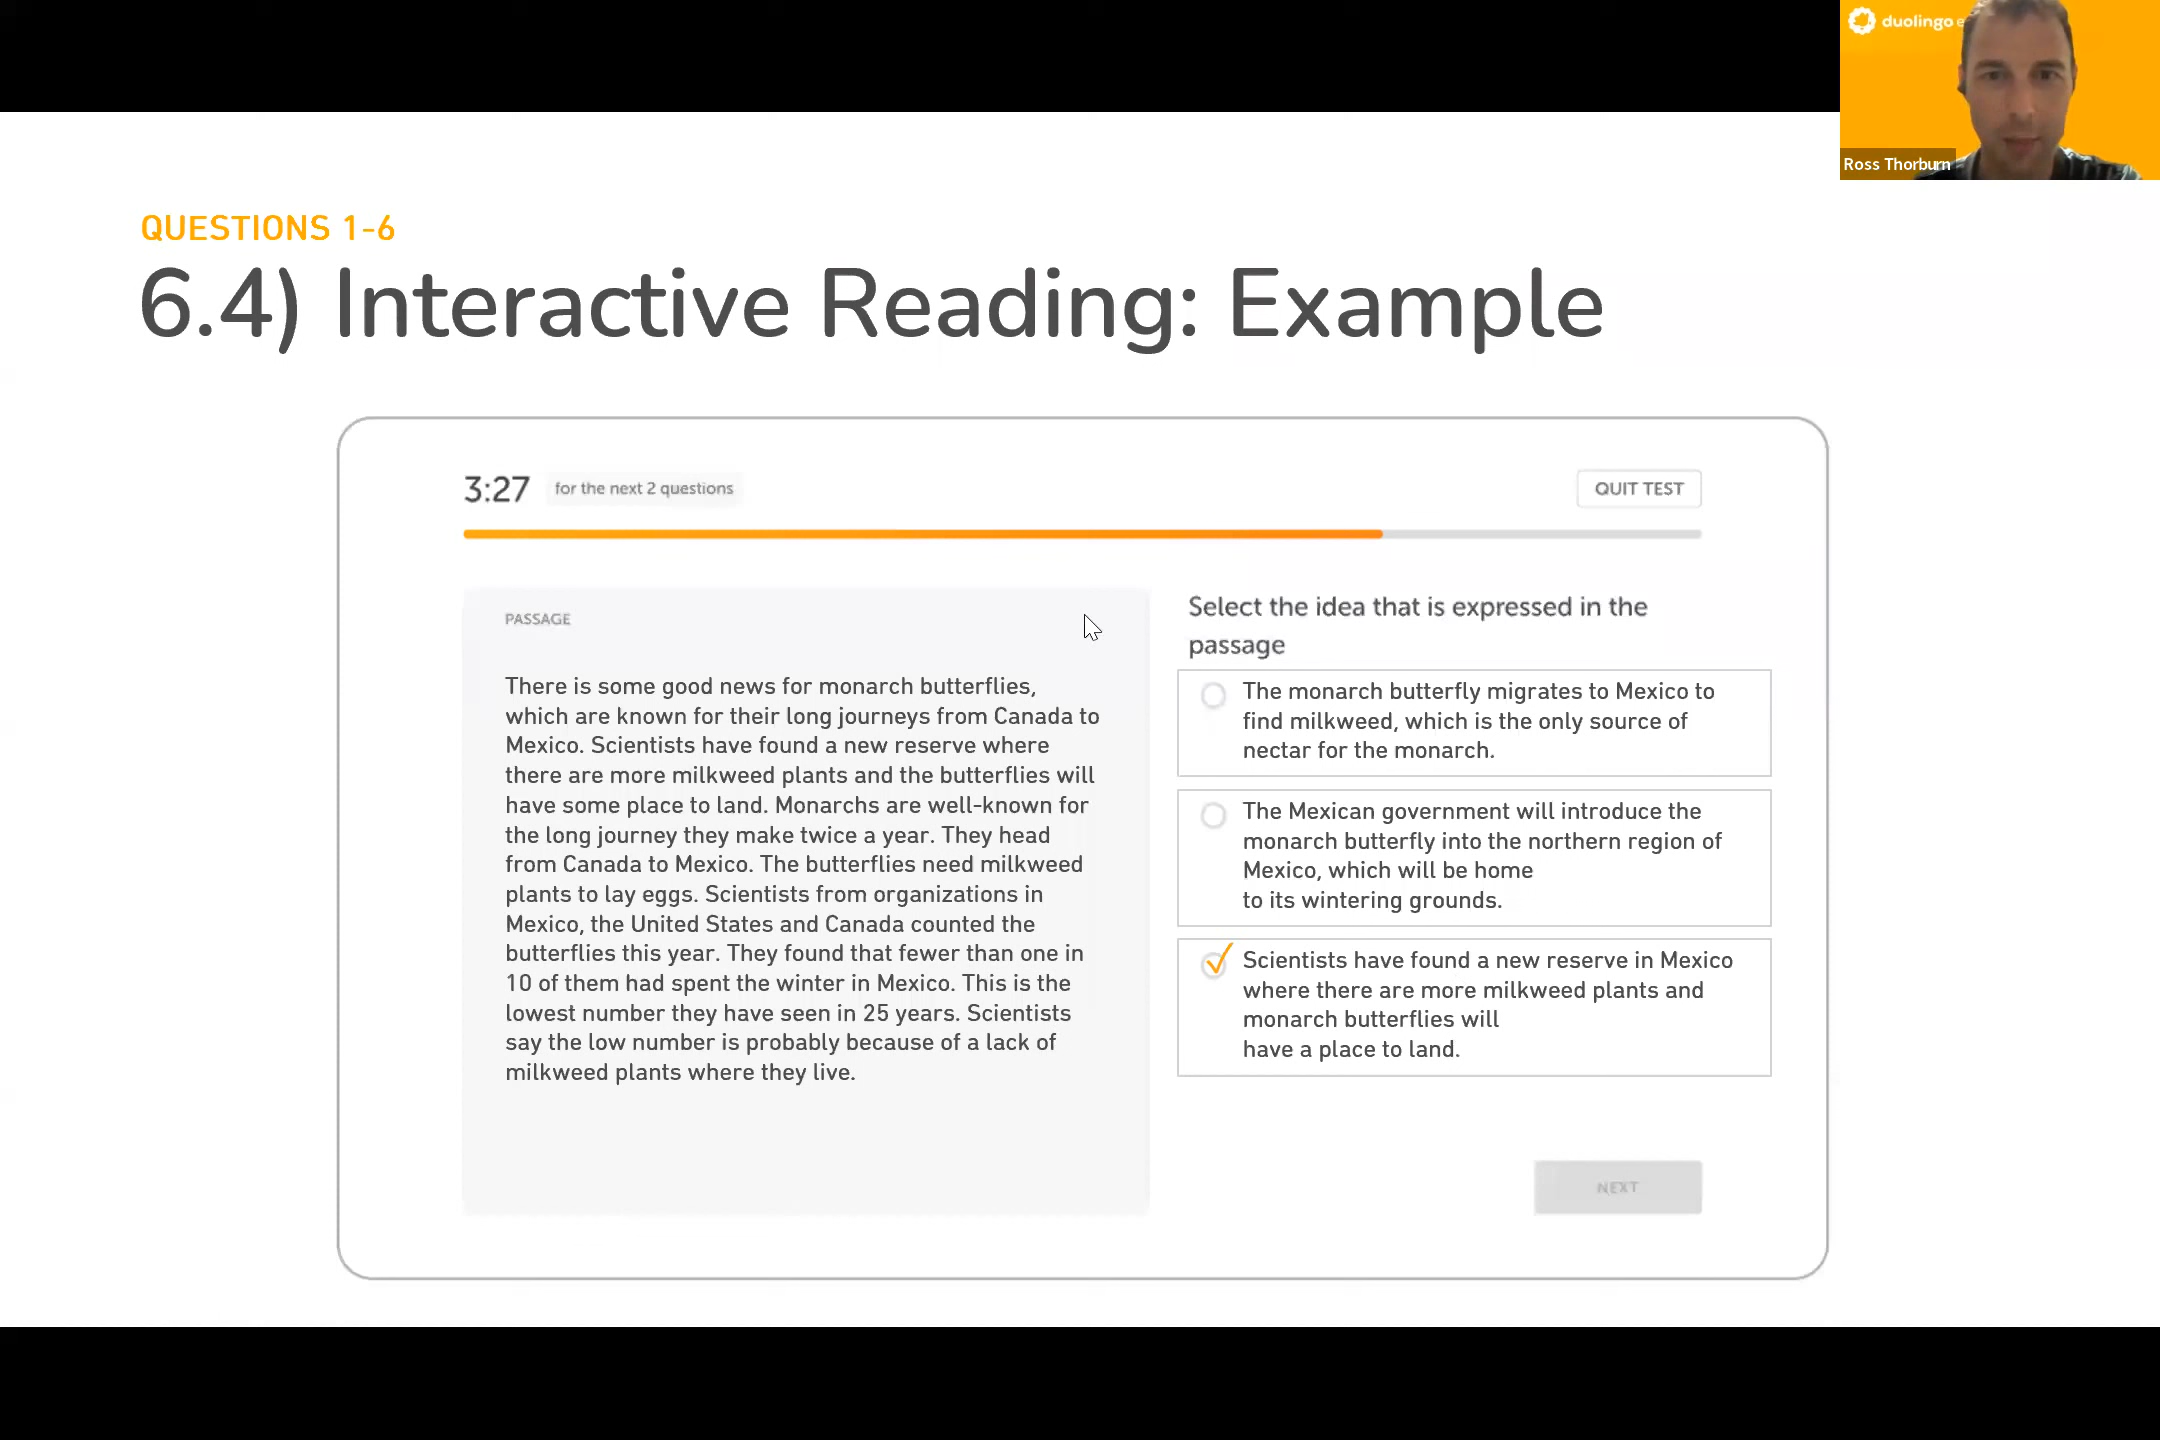 duolingo
Ross Thorburn
QUESTIONS 1-6
6.4) Interactive Reading: Example
3:27 for the next 2 questions
QUIT TEST
PASSAGE
There is some good news for monarch butterflies,
which are known for their long journeys from Canada to
Mexico. Scientists have found a new reserve where
there are more milkweed plants and the butterflies will
have some place to land. Monarchs are well-known for
the long journey they make twice a year. They head
from Canada to Mexico. The butterflies need milkweed
plants to lay eggs. Scientists from organizations in
Mexico, the United States and Canada counted the
butterflies this year. They found that fewer than one in
10 of them had spent the winter in Mexico. This is the
lowest number they have seen in 25 years. Scientists
say the low number is probably because of a lack of
milkweed plants where they live.
Select the idea that is expressed in the
passage
The monarch butterfly migrates to Mexico to
find milkweed, which is the only source of
nectar for the monarch.
The Mexican government will introduce the
monarch butterfly into the northern region of
Mexico, which will be home
to its wintering grounds.
Scientists have found a new reserve in Mexico
where there are more milkweed plants and
monarch butterflies will
have a place to land.
NEXT